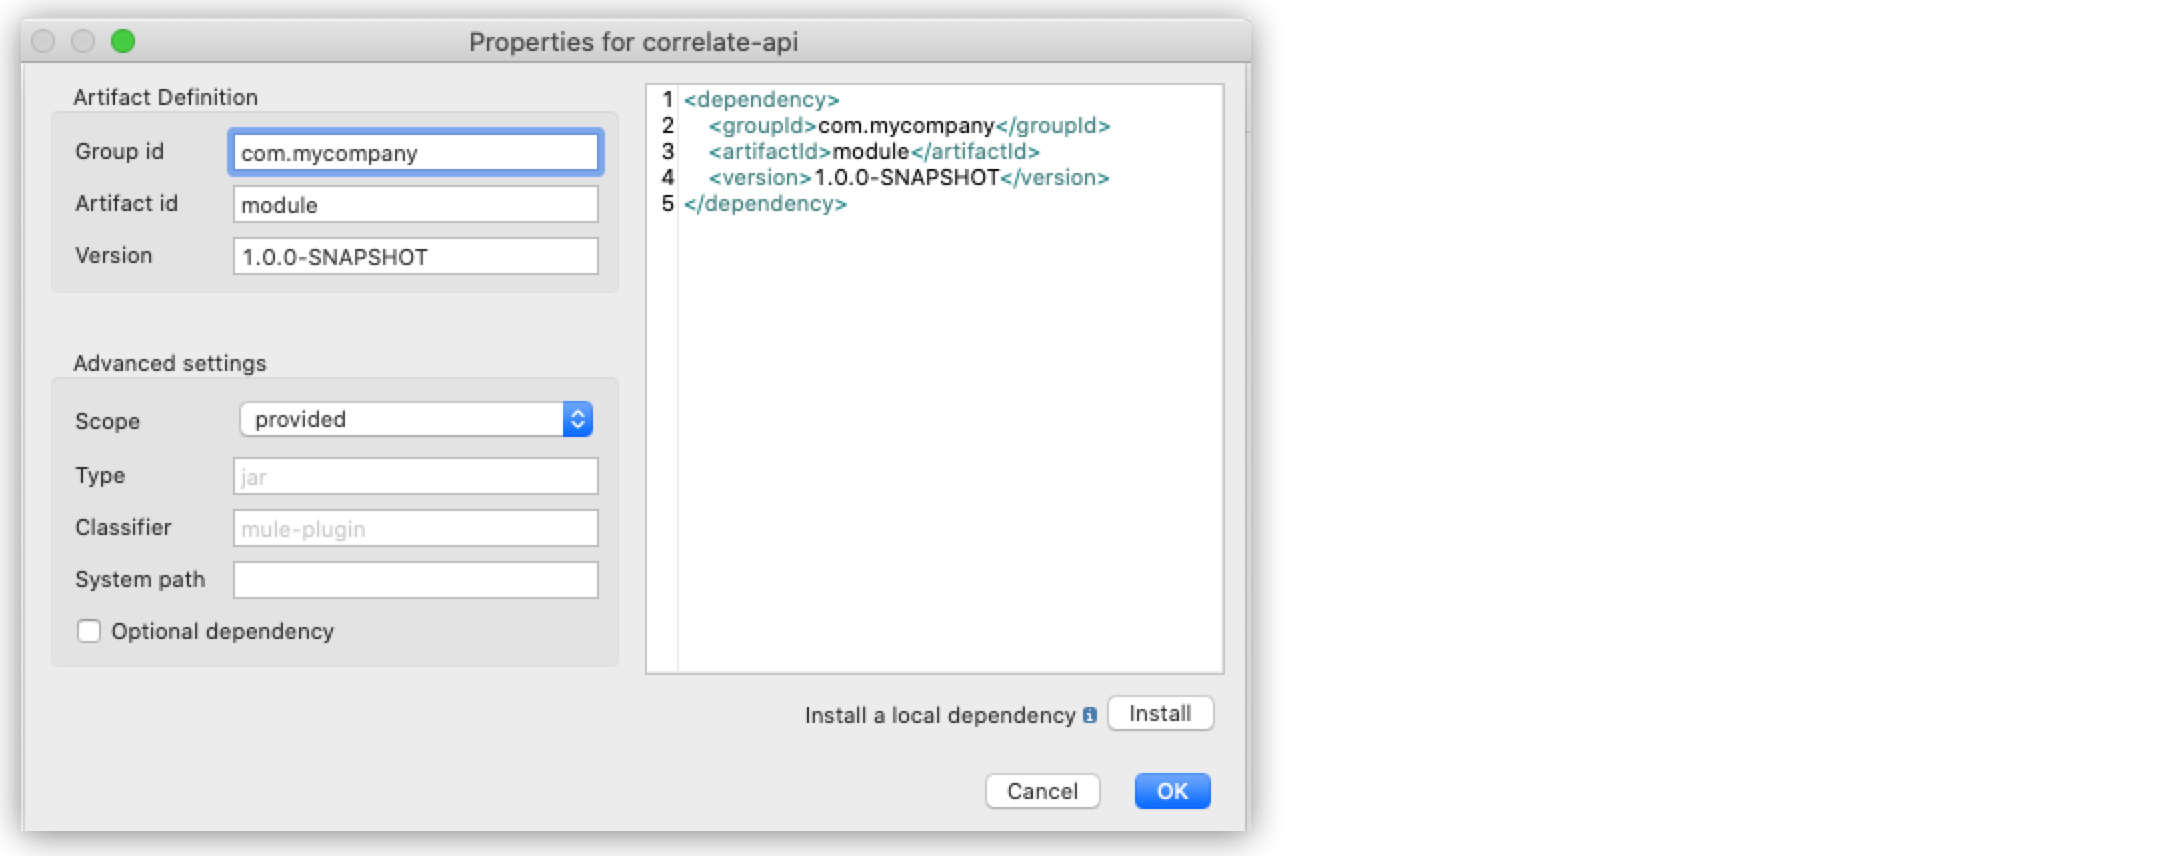 Properties for correlate-api
Artifact Definition
Group id
com.mycompany
Artifact id
module
Version
1.0.0-SNAPSHOT
Advanced settings
Scope
provided
Type
jar
Classifier
mule-plugin
System path
Optional dependency
1 <dependency>
2 <groupId>com.mycompany</groupId>
3 <artifactId>module</artifactId>
4 <version>1.0.0-SNAPSHOT</version>
5 </dependency>
Install a local dependency i Install
Cancel OK